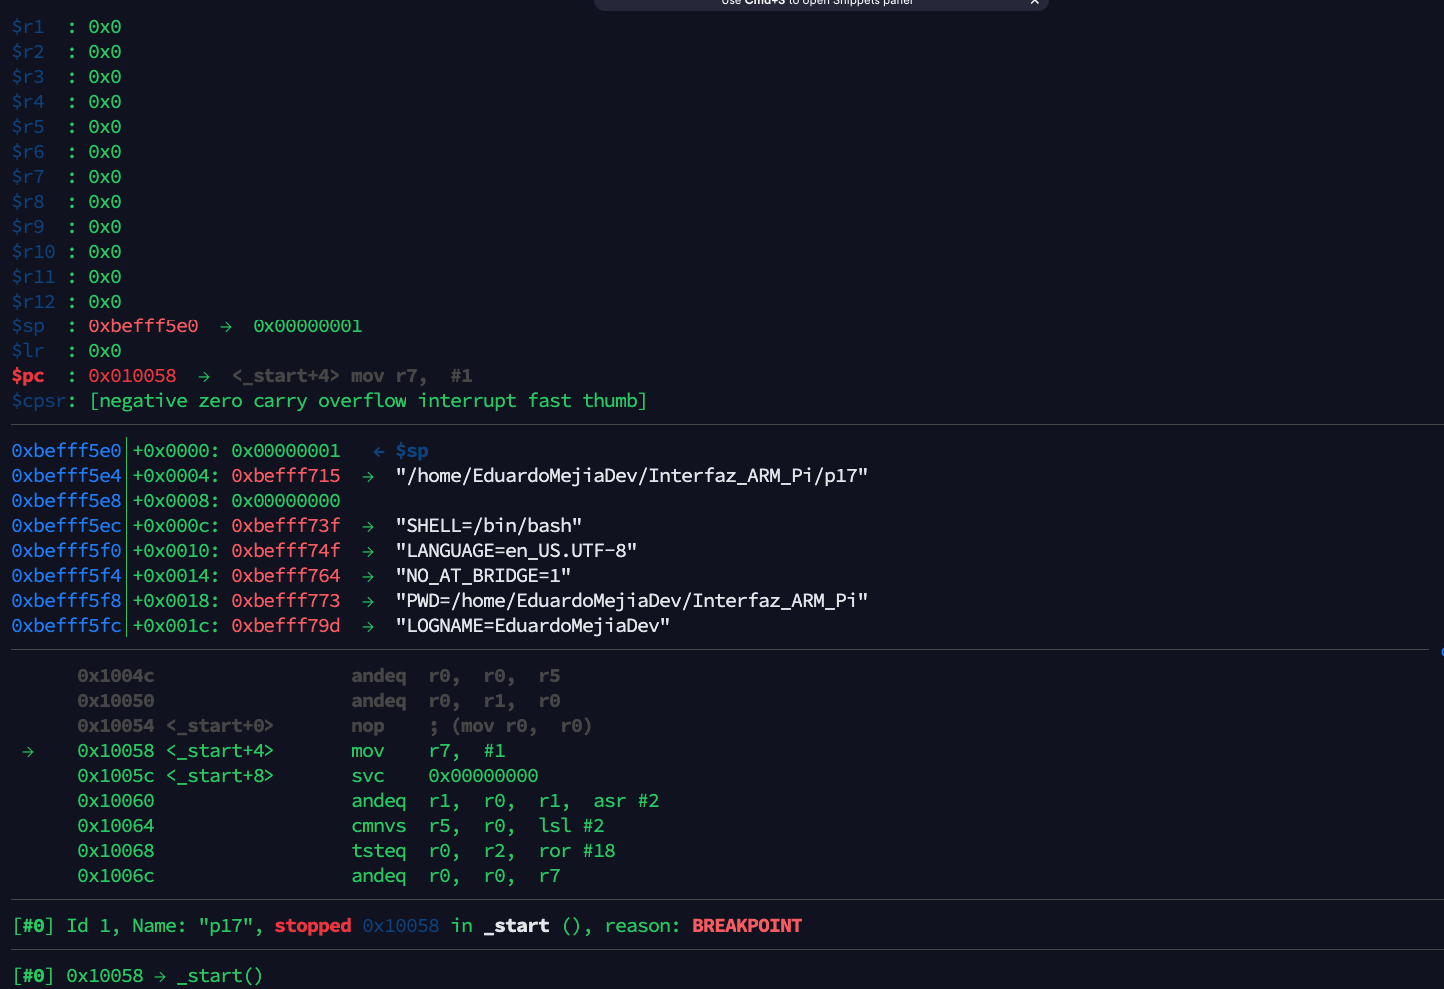 Use Cmd+S to open Snippets panel ×
$r1 : 0x0
$r2 : 0x0
$r3 : 0x0
$r4 : 0x0
$r5 : 0x0
$r6 : 0x0
$r7 : 0x0
$r8 : 0x0
$r9 : 0x0
$r10 : 0x0
$r11 : 0x0
$r12 : 0x0
$sp : 0xbefff5e0 → 0x00000001
$lr : 0x0
$pc : 0x010058 → <_start+4> mov r7, #1
$cpsr: [negative zero carry overflow interrupt fast thumb]
0xbefff5e0│+0x0000: 0x00000001 ← $sp
0xbefff5e4│+0x0004: 0xbefff715 → "/home/EduardoMejiaDev/Interfaz_ARM_Pi/p17"
0xbefff5e8│+0x0008: 0x00000000
0xbefff5ec│+0x000c: 0xbefff73f → "SHELL=/bin/bash"
0xbefff5f0│+0x0010: 0xbefff74f → "LANGUAGE=en_US.UTF-8"
0xbefff5f4│+0x0014: 0xbefff764 → "NO_AT_BRIDGE=1"
0xbefff5f8│+0x0018: 0xbefff773 → "PWD=/home/EduardoMejiaDev/Interfaz_ARM_Pi"
0xbefff5fc│+0x001c: 0xbefff79d → "LOGNAME=EduardoMejiaDev"
0x1004c andeq r0, r0, r5
0x10050 andeq r0, r1, r0
0x10054 <_start+0> nop ; (mov r0, r0)
→ 0x10058 <_start+4> mov r7, #1
0x1005c <_start+8> svc 0x00000000
0x10060 andeq r1, r0, r1, asr #2
0x10064 cmnvs r5, r0, lsl #2
0x10068 tsteq r0, r2, ror #18
0x1006c andeq r0, r0, r7
[#0] Id 1, Name: "p17", stopped 0x10058 in _start (), reason: BREAKPOINT
[#0] 0x10058 → _start()